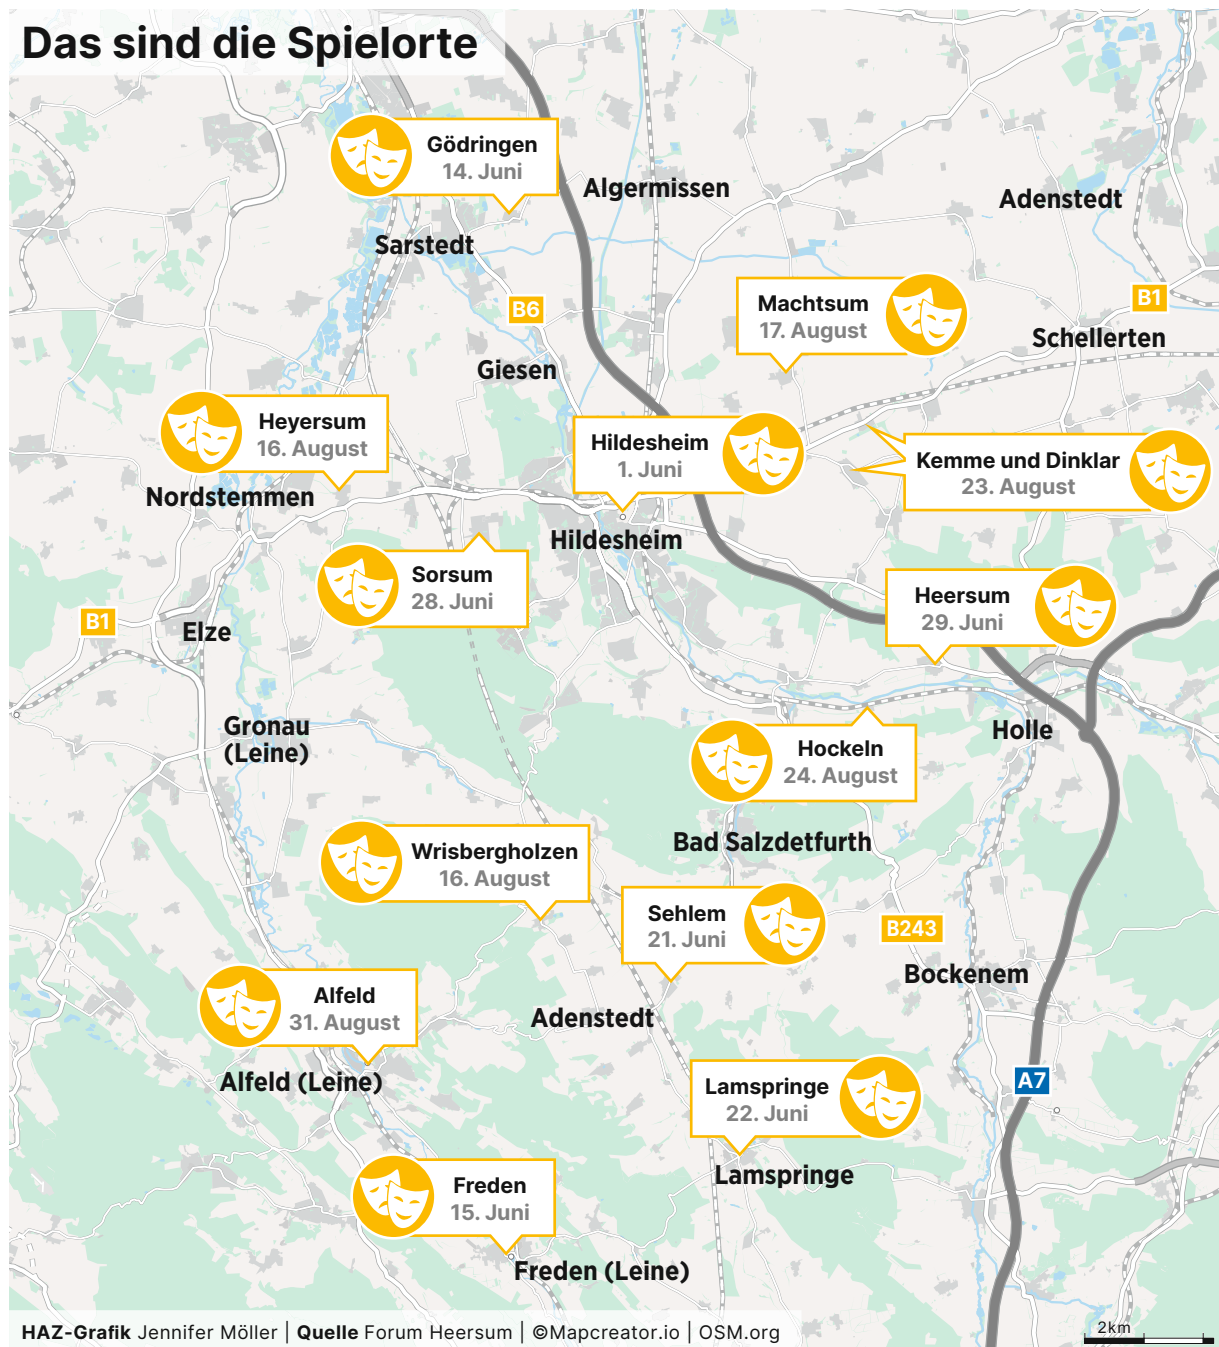 Das sind die Spielorte
Gödringen
14. Juni
Algermissen
Adenstedt
Sarstedt
B6
Machtsum
17. August
B1
Schellerten
Giesen
Heyersum
16. August
Nordstemmen
Hildesheim
1. Juni
Kemme und Dinklar
23. August
Hildesheim
Sorsum
28. Juni
Heersum
29. Juni
B1
Elze
Gronau
(Leine)
Holle
Hockeln
24. August
Bad Salzdetfurth
Wrisbergholzen
16. August
Sehlem
21. Juni
B243
Bockenem
Alfeld
31. August
Adenstedt
Alfeld (Leine)
A7
Lamspringe
22. Juni
Lamspringe
Freden
15. Juni
Freden (Leine)
HAZ-Grafik Jennifer Möller | Quelle Forum Heersum | ©Mapcreator.io | OSM.org
2km